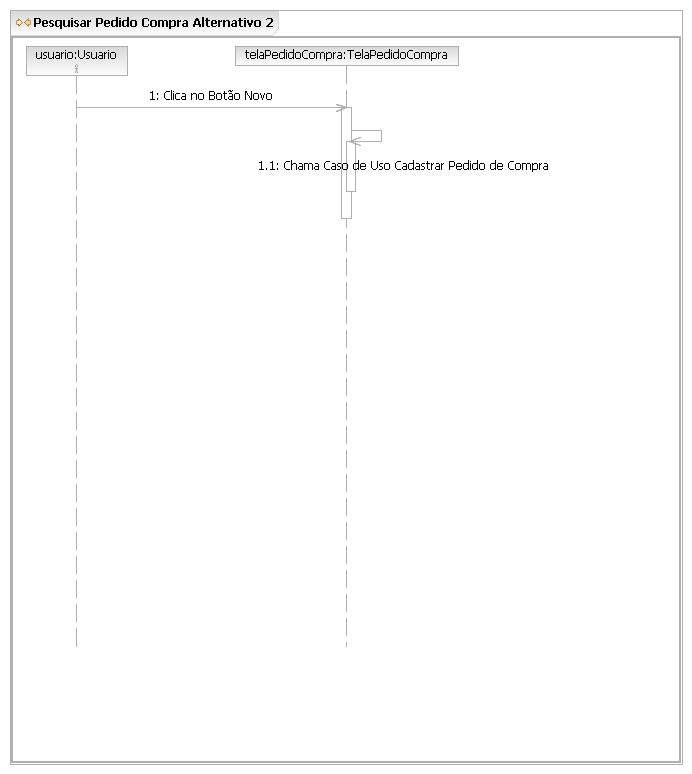 Pesquisar Pedido Compra Alternativo 2
usuario:Usuario
telaPedidoCompra:TelaPedidoCompra
1: Clica no Botão Novo
1.1: Chama Caso de Uso Cadastrar Pedido de Compra